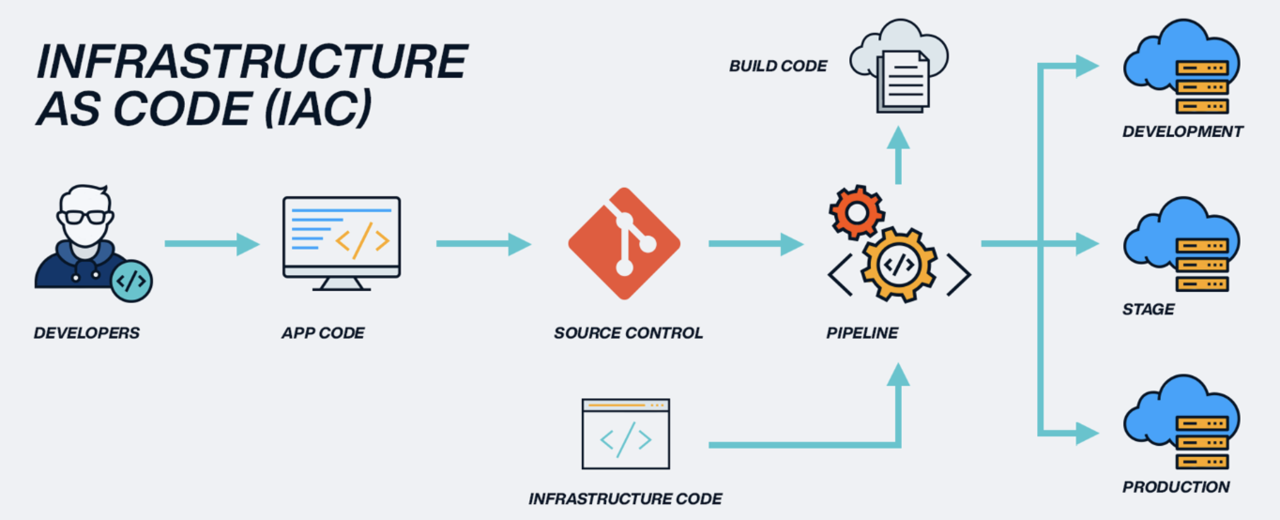 INFRASTRUCTURE
AS CODE (IAC)
BUILD CODE
DEVELOPMENT
DEVELOPERS
APP CODE
SOURCE CONTROL
PIPELINE
STAGE
INFRASTRUCTURE CODE
PRODUCTION